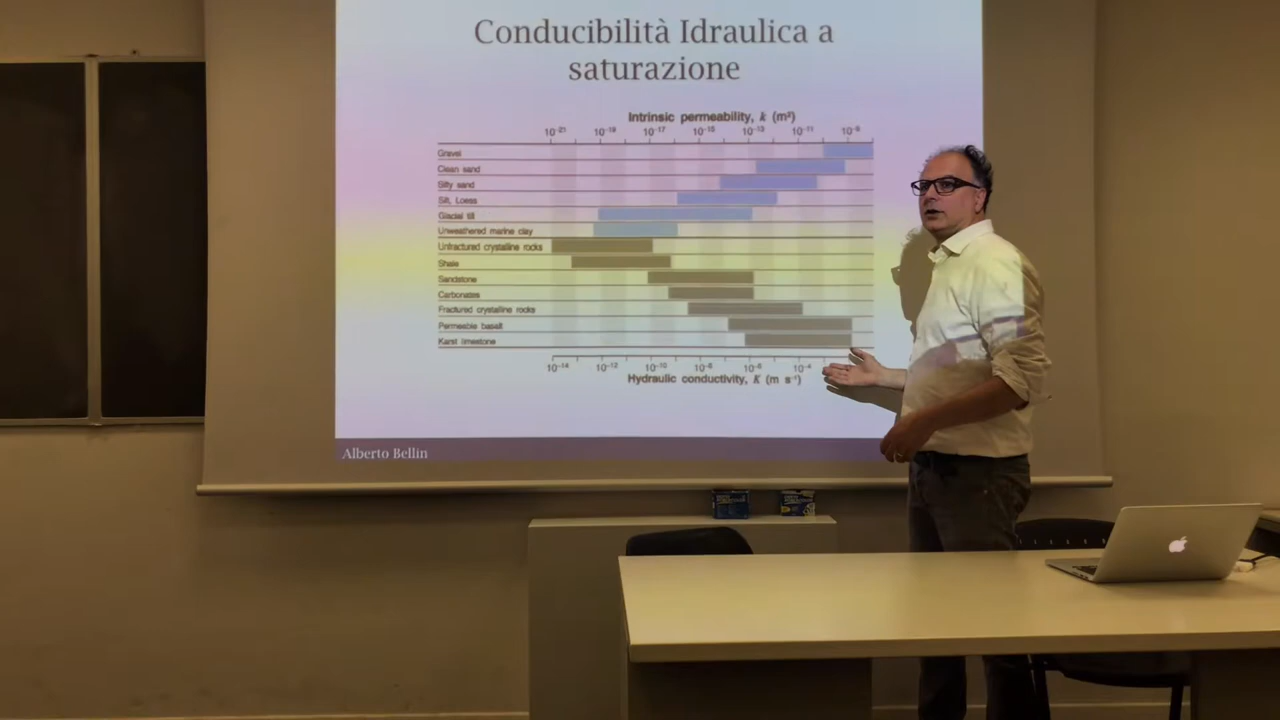 Conducibilità Idraulica a
saturazione
Intrinsic permeability, k (m²)
10⁻²¹ 10⁻¹⁹ 10⁻¹⁷ 10⁻¹⁵ 10⁻¹³ 10⁻¹¹ 10⁻⁹
Gravel
Clean sand
Silty sand
Silt, Loess
Glacial till
Unweathered marine clay
Unfractured crystalline rocks
Shale
Sandstone
Carbonates
Fractured crystalline rocks
Permeable basalt
Karst limestone
10⁻¹⁴ 10⁻¹² 10⁻¹⁰ 10⁻⁸ 10⁻⁶ 10⁻⁴
Hydraulic conductivity, K (m s⁻¹)
Alberto Bellin